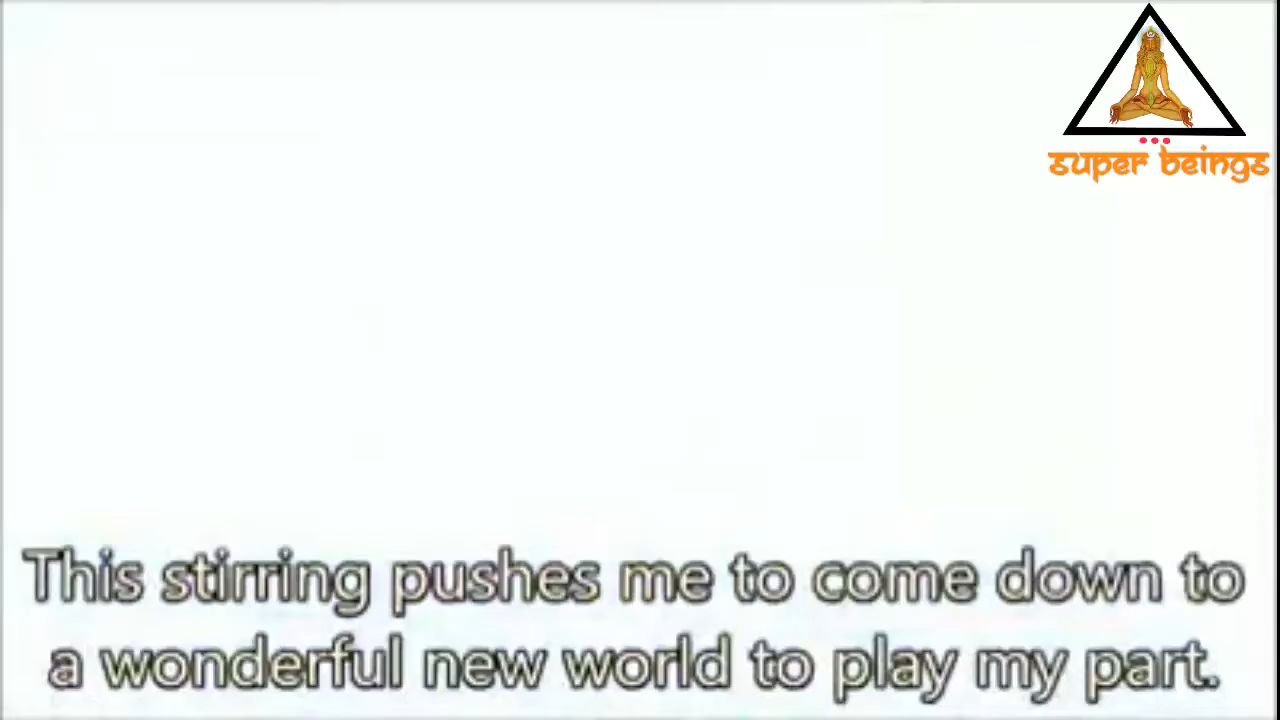 super beings
This stirring pushes me to come down to
a wonderful new world to play my part.